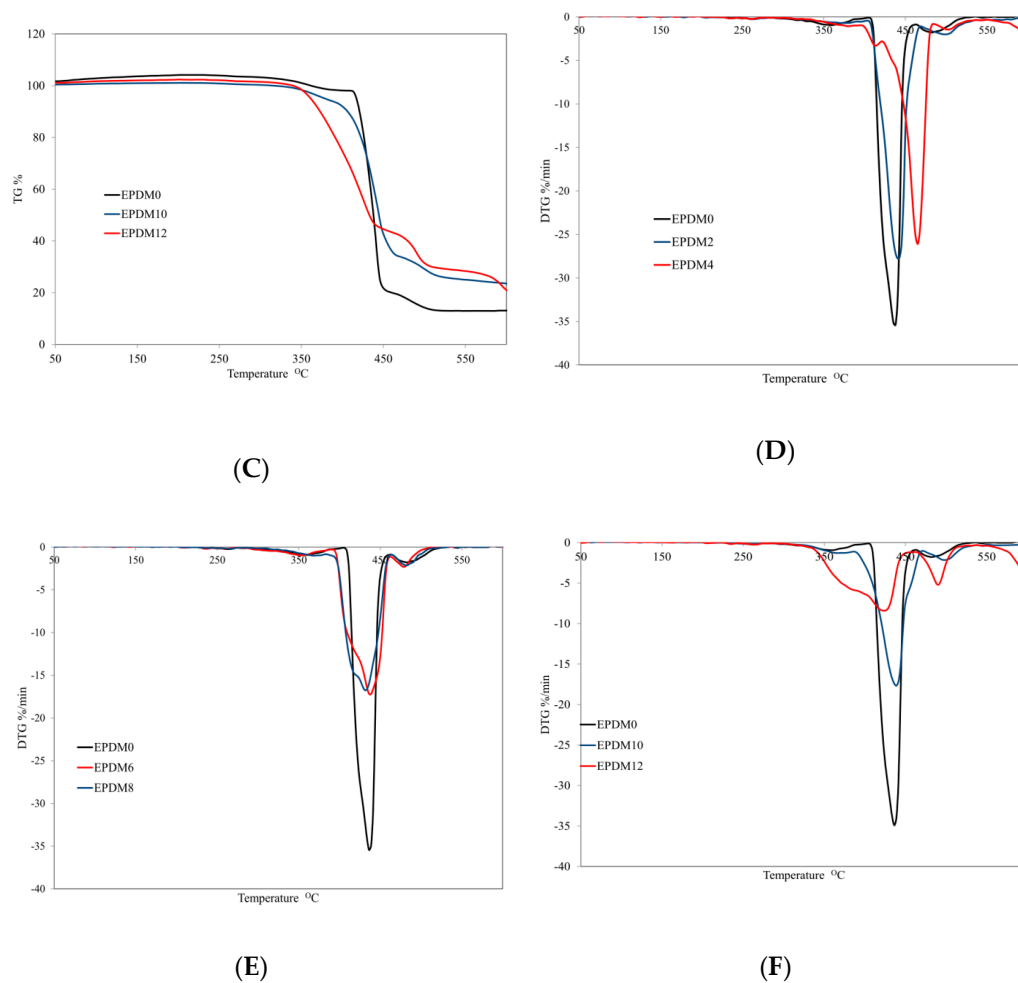 120
100
80
60
40
20
0
TG %
EPDM0
EPDM10
EPDM12
50 150 250 350 450 550
Temperature ᴼC
(C)
0
-5
-10
-15
-20
-25
-30
-35
-40
50 150 250 350 450 550
DTG %/min
EPDM0
EPDM2
EPDM4
Temperature ᴼC
(D)
0
-5
-10
-15
-20
-25
-30
-35
-40
50 150 250 350 450 550
DTG %/min
EPDM0
EPDM6
EPDM8
Temperature ᴼC
(E)
0
-5
-10
-15
-20
-25
-30
-35
-40
50 150 250 350 450 550
DTG %/min
EPDM0
EPDM10
EPDM12
Temperature ᴼC
(F)